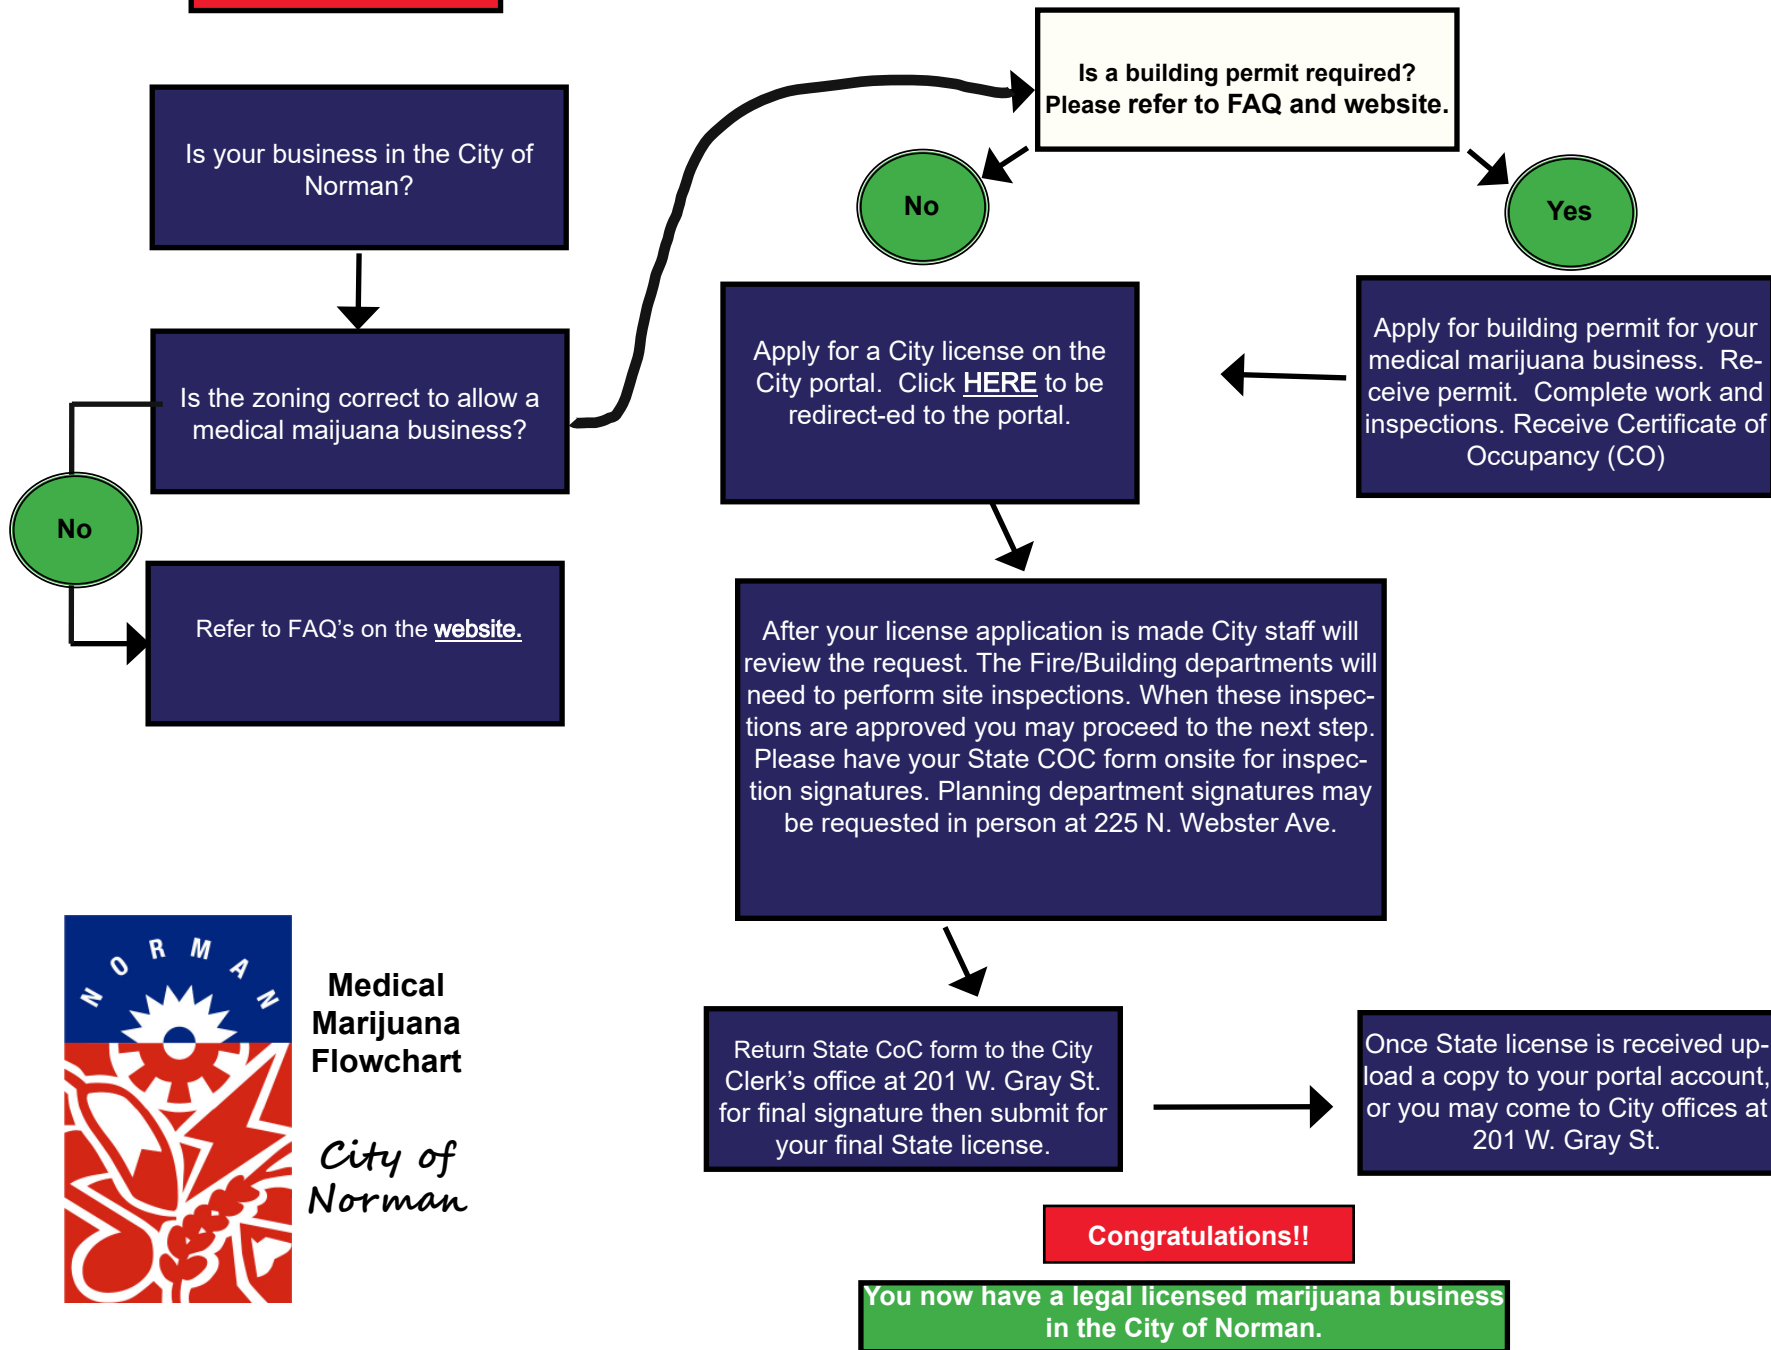 Is your business in the City of
Norman?
Is the zoning correct to allow a
medical maijuana business?
No
Refer to FAQ's on the website.
Is a building permit required?
Please refer to FAQ and website.
No
Yes
Apply for a City license on the
City portal.  Click HERE to be
redirect-ed to the portal.
Apply for building permit for your
medical marijuana business.  Re-
ceive permit.  Complete work and
inspections. Receive Certificate of
Occupancy (CO)
After your license application is made City staff will
review the request. The Fire/Building departments will
need to perform site inspections. When these inspec-
tions are approved you may proceed to the next step.
Please have your State COC form onsite for inspec-
tion signatures. Planning department signatures may
be requested in person at 225 N. Webster Ave.
Return State CoC form to the City
Clerk's office at 201 W. Gray St.
for final signature then submit for
your final State license.
Once State license is received up-
load a copy to your portal account,
or you may come to City offices at
201 W. Gray St.
Congratulations!!
You now have a legal licensed marijuana business
in the City of Norman.
NORMAN
Medical
Marijuana
Flowchart
City of
Norman